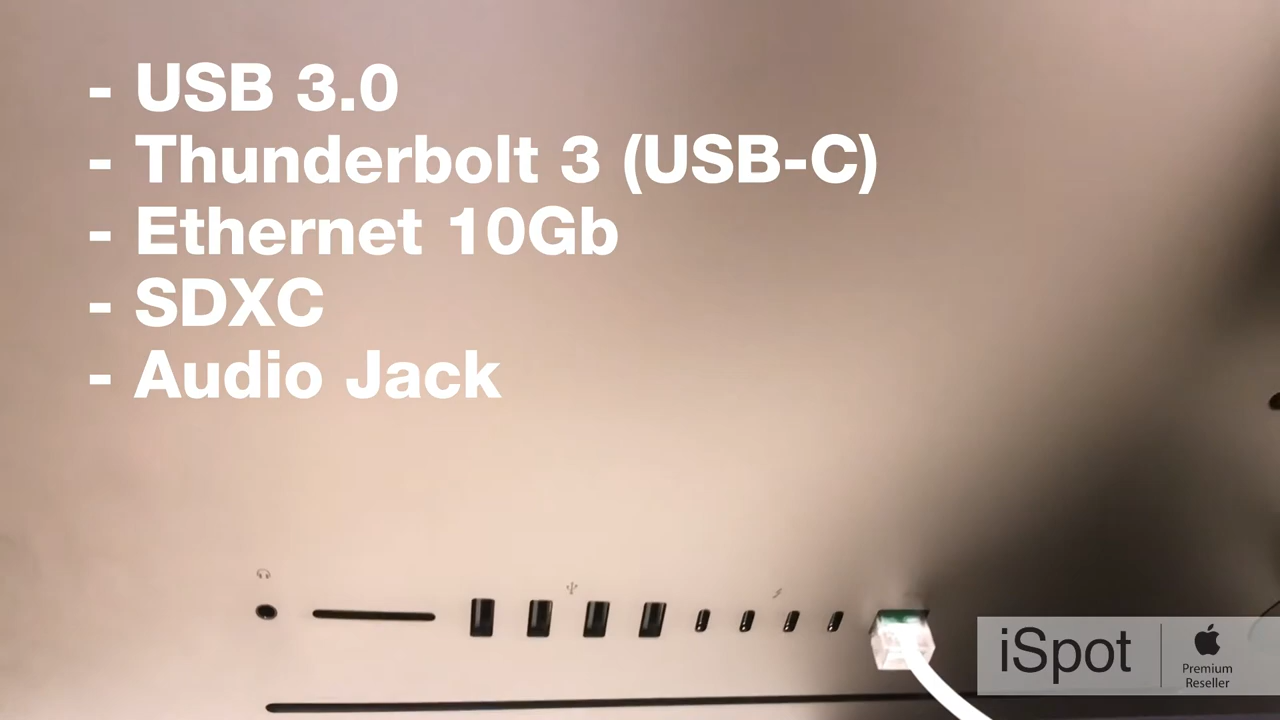 - USB 3.0
- Thunderbolt 3 (USB-C)
- Ethernet 10Gb
- SDXC
- Audio Jack
iSpot
Premium
Reseller